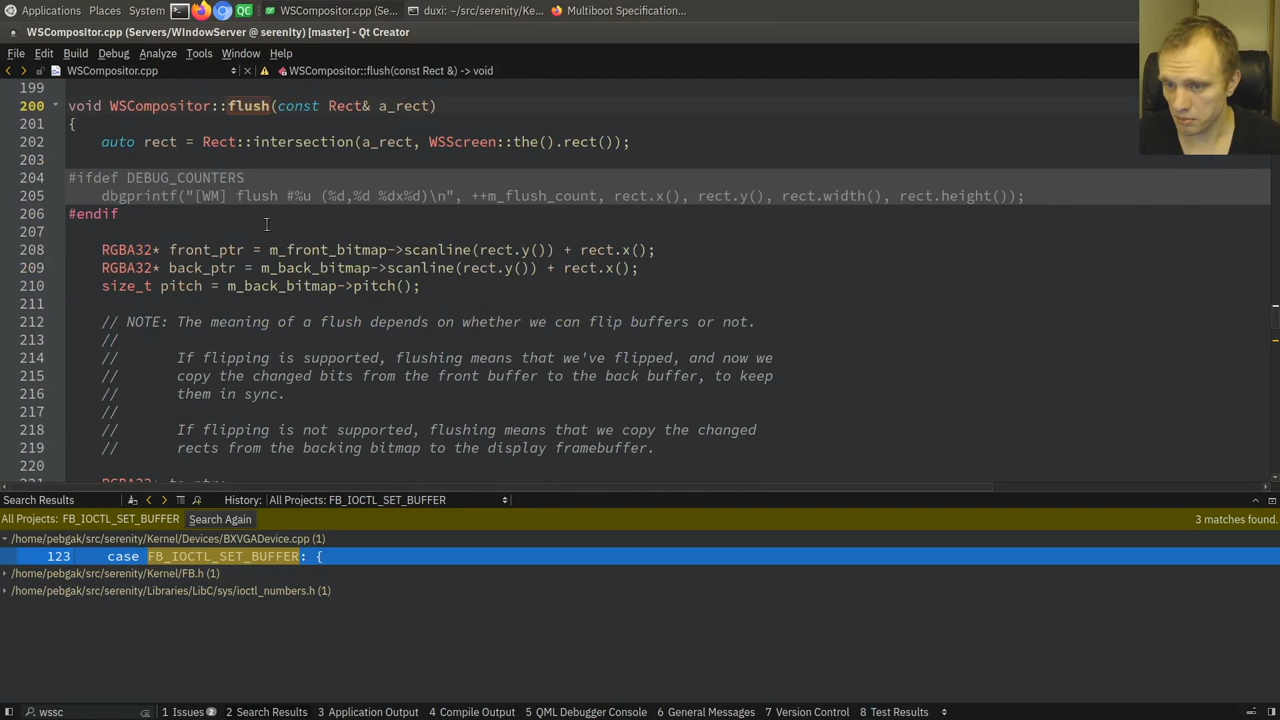 Applications Places System WSCompositor.cpp (Se... duxi: ~/src/serenity/Ke... Multiboot Specification...
WSCompositor.cpp (Servers/WindowServer @ serenity) [master] - Qt Creator
File Edit Build Debug Analyze Tools Window Help
WSCompositor.cpp WSCompositor::flush(const Rect &) -> void
199
200 void WSCompositor::flush(const Rect& a_rect)
201 {
202 auto rect = Rect::intersection(a_rect, WSScreen::the().rect());
203
204 #ifdef DEBUG_COUNTERS
205 dbgprintf("[WM] flush #%u (%d,%d %dx%d)\n", ++m_flush_count, rect.x(), rect.y(), rect.width(), rect.height());
206 #endif
207
208 RGBA32* front_ptr = m_front_bitmap->scanline(rect.y()) + rect.x();
209 RGBA32* back_ptr = m_back_bitmap->scanline(rect.y()) + rect.x();
210 size_t pitch = m_back_bitmap->pitch();
211
212 // NOTE: The meaning of a flush depends on whether we can flip buffers or not.
213 //
214 // If flipping is supported, flushing means that we've flipped, and now we
215 // copy the changed bits from the front buffer to the back buffer, to keep
216 // them in sync.
217 //
218 // If flipping is not supported, flushing means that we copy the changed
219 // rects from the backing bitmap to the display framebuffer.
220
Search Results History: All Projects: FB_IOCTL_SET_BUFFER
All Projects: FB_IOCTL_SET_BUFFER Search Again 3 matches found.
/home/pebgak/src/serenity/Kernel/Devices/BXVGADevice.cpp (1)
123 case FB_IOCTL_SET_BUFFER: {
/home/pebgak/src/serenity/Kernel/FB.h (1)
/home/pebgak/src/serenity/Libraries/LibC/sys/ioctl_numbers.h (1)
wssc 1 Issues 2 2 Search Results 3 Application Output 4 Compile Output 5 QML Debugger Console 6 General Messages 7 Version Control 8 Test Results